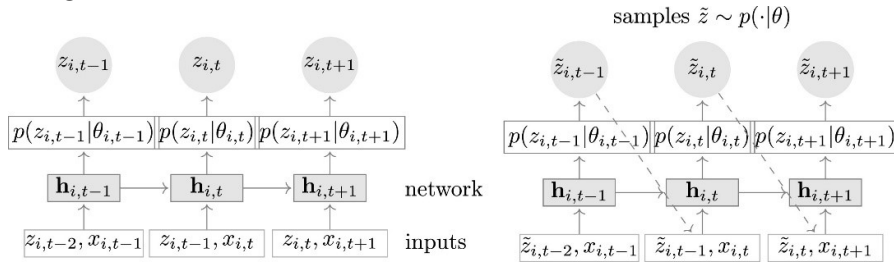 samples z̃ ∼ p(·|θ)
z_{i,t−1} z_{i,t} z_{i,t+1} z̃_{i,t−1} z̃_{i,t} z̃_{i,t+1}
p(z_{i,t−1}|θ_{i,t−1}) p(z_{i,t}|θ_{i,t}) p(z_{i,t+1}|θ_{i,t+1}) p(z_{i,t−1}|θ_{i,t−1}) p(z_{i,t}|θ_{i,t}) p(z_{i,t+1}|θ_{i,t+1})
h_{i,t−1} h_{i,t} h_{i,t+1} network h_{i,t−1} h_{i,t} h_{i,t+1}
z_{i,t−2}, x_{i,t−1} z_{i,t−1}, x_{i,t} z_{i,t}, x_{i,t+1} inputs z̃_{i,t−2}, x_{i,t−1} z̃_{i,t−1}, x_{i,t} z̃_{i,t}, x_{i,t+1}